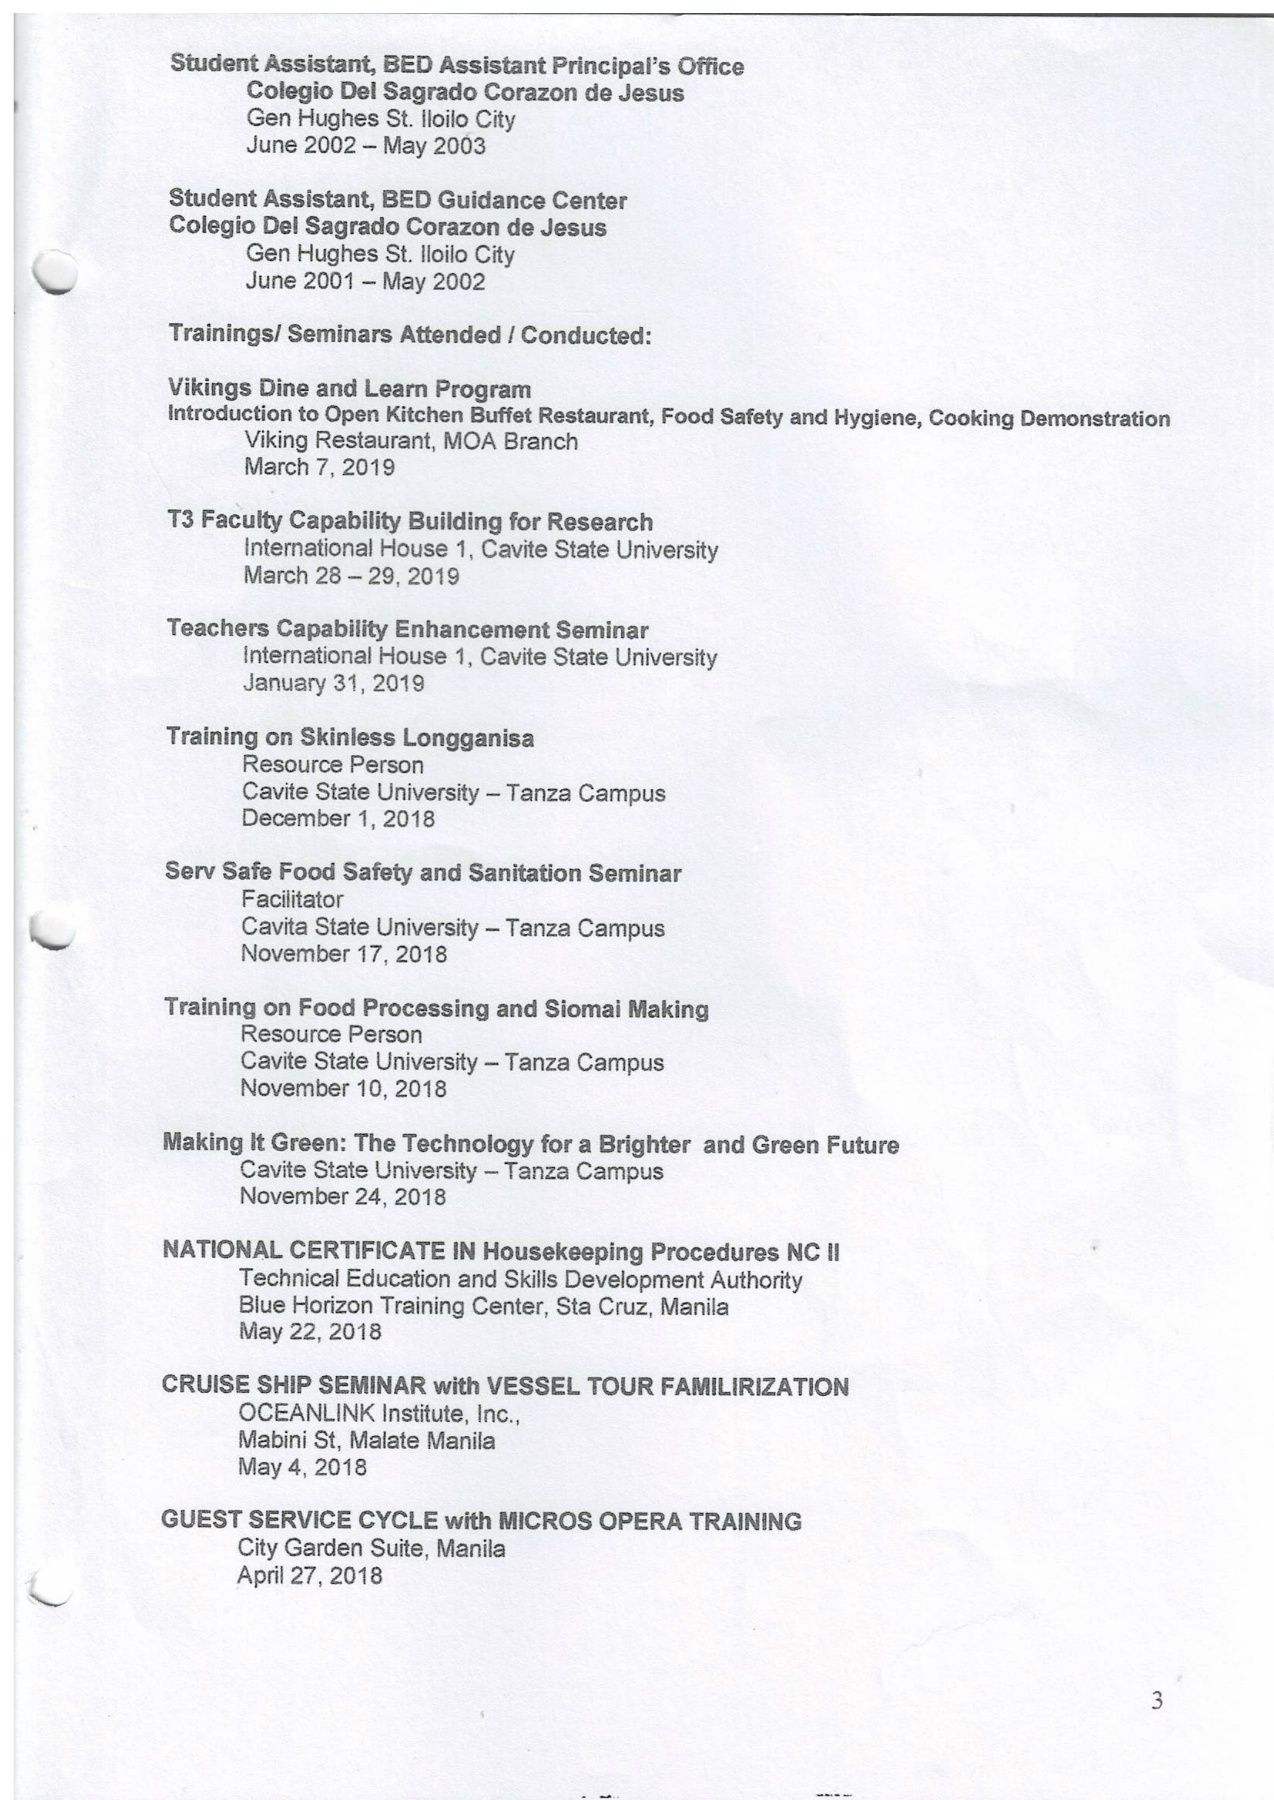 Student Assistant, BED Assistant Principal's Office
Colegio Del Sagrado Corazon de Jesus
Gen Hughes St. Iloilo City
June 2002 – May 2003
Student Assistant, BED Guidance Center
Colegio Del Sagrado Corazon de Jesus
Gen Hughes St. Iloilo City
June 2001 – May 2002
Trainings/ Seminars Attended / Conducted:
Vikings Dine and Learn Program
Introduction to Open Kitchen Buffet Restaurant, Food Safety and Hygiene, Cooking Demonstration
Viking Restaurant, MOA Branch
March 7, 2019
T3 Faculty Capability Building for Research
International House 1, Cavite State University
March 28 – 29, 2019
Teachers Capability Enhancement Seminar
International House 1, Cavite State University
January 31, 2019
Training on Skinless Longganisa
Resource Person
Cavite State University – Tanza Campus
December 1, 2018
Serv Safe Food Safety and Sanitation Seminar
Facilitator
Cavita State University – Tanza Campus
November 17, 2018
Training on Food Processing and Siomai Making
Resource Person
Cavite State University – Tanza Campus
November 10, 2018
Making It Green: The Technology for a Brighter and Green Future
Cavite State University – Tanza Campus
November 24, 2018
NATIONAL CERTIFICATE IN Housekeeping Procedures NC II
Technical Education and Skills Development Authority
Blue Horizon Training Center, Sta Cruz, Manila
May 22, 2018
CRUISE SHIP SEMINAR with VESSEL TOUR FAMILIRIZATION
OCEANLINK Institute, Inc.,
Mabini St, Malate Manila
May 4, 2018
GUEST SERVICE CYCLE with MICROS OPERA TRAINING
City Garden Suite, Manila
April 27, 2018
3